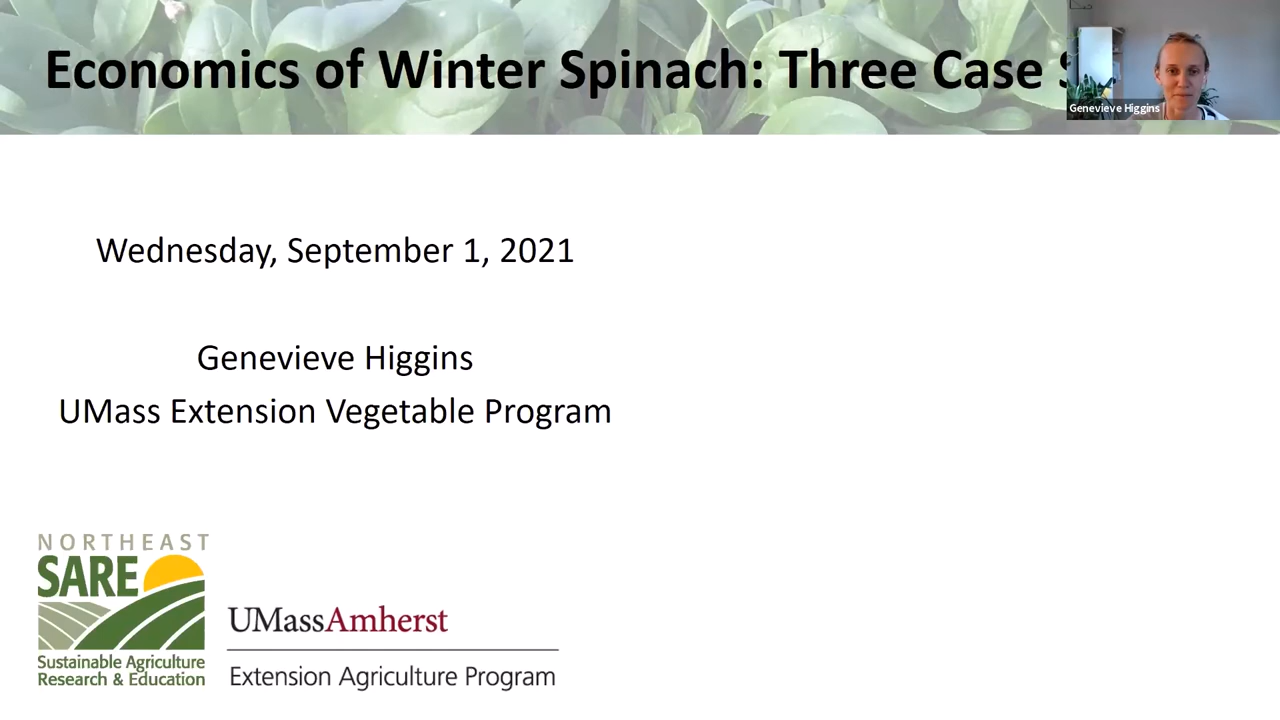 Economics of Winter Spinach: Three Case
Genevieve Higgins
Wednesday, September 1, 2021
Genevieve Higgins
UMass Extension Vegetable Program
NORTHEAST
SARE
Sustainable Agriculture
Research & Education
UMassAmherst
Extension Agriculture Program